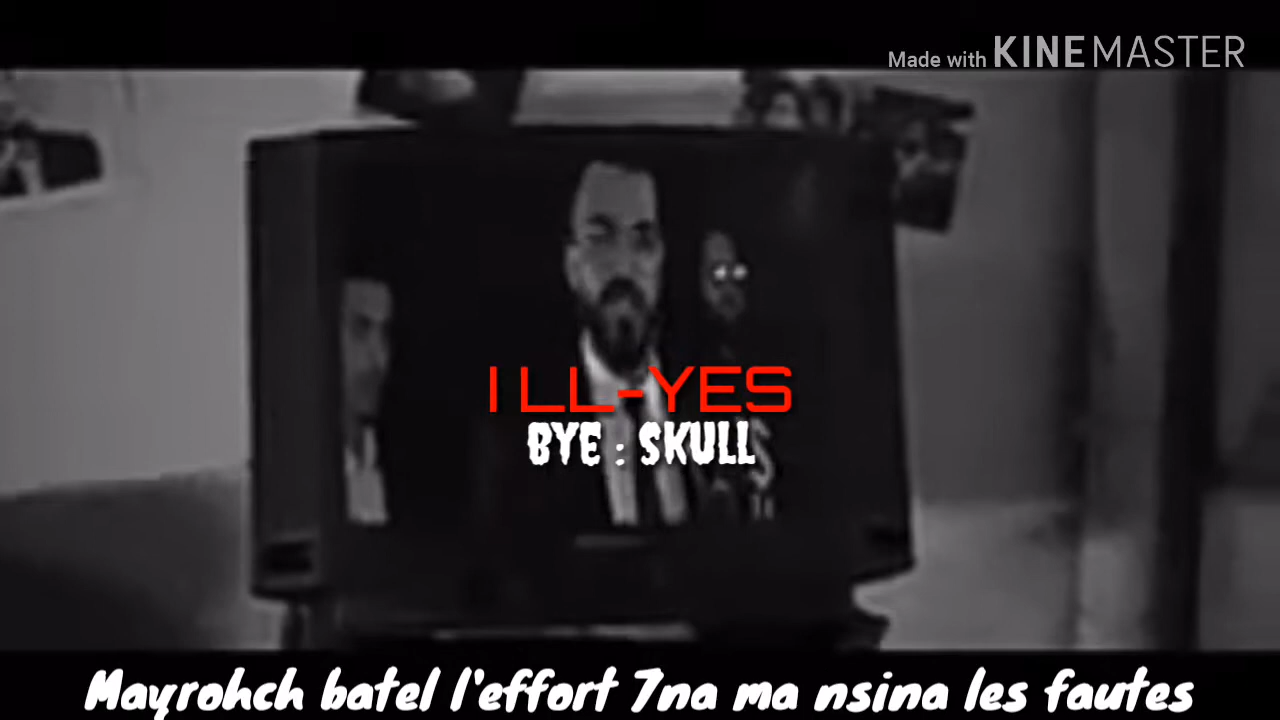 Made with KINEMASTER
I LL-YES
BYE : SKULL
Mayrohch batel l'effort 7na ma nsina les fautes